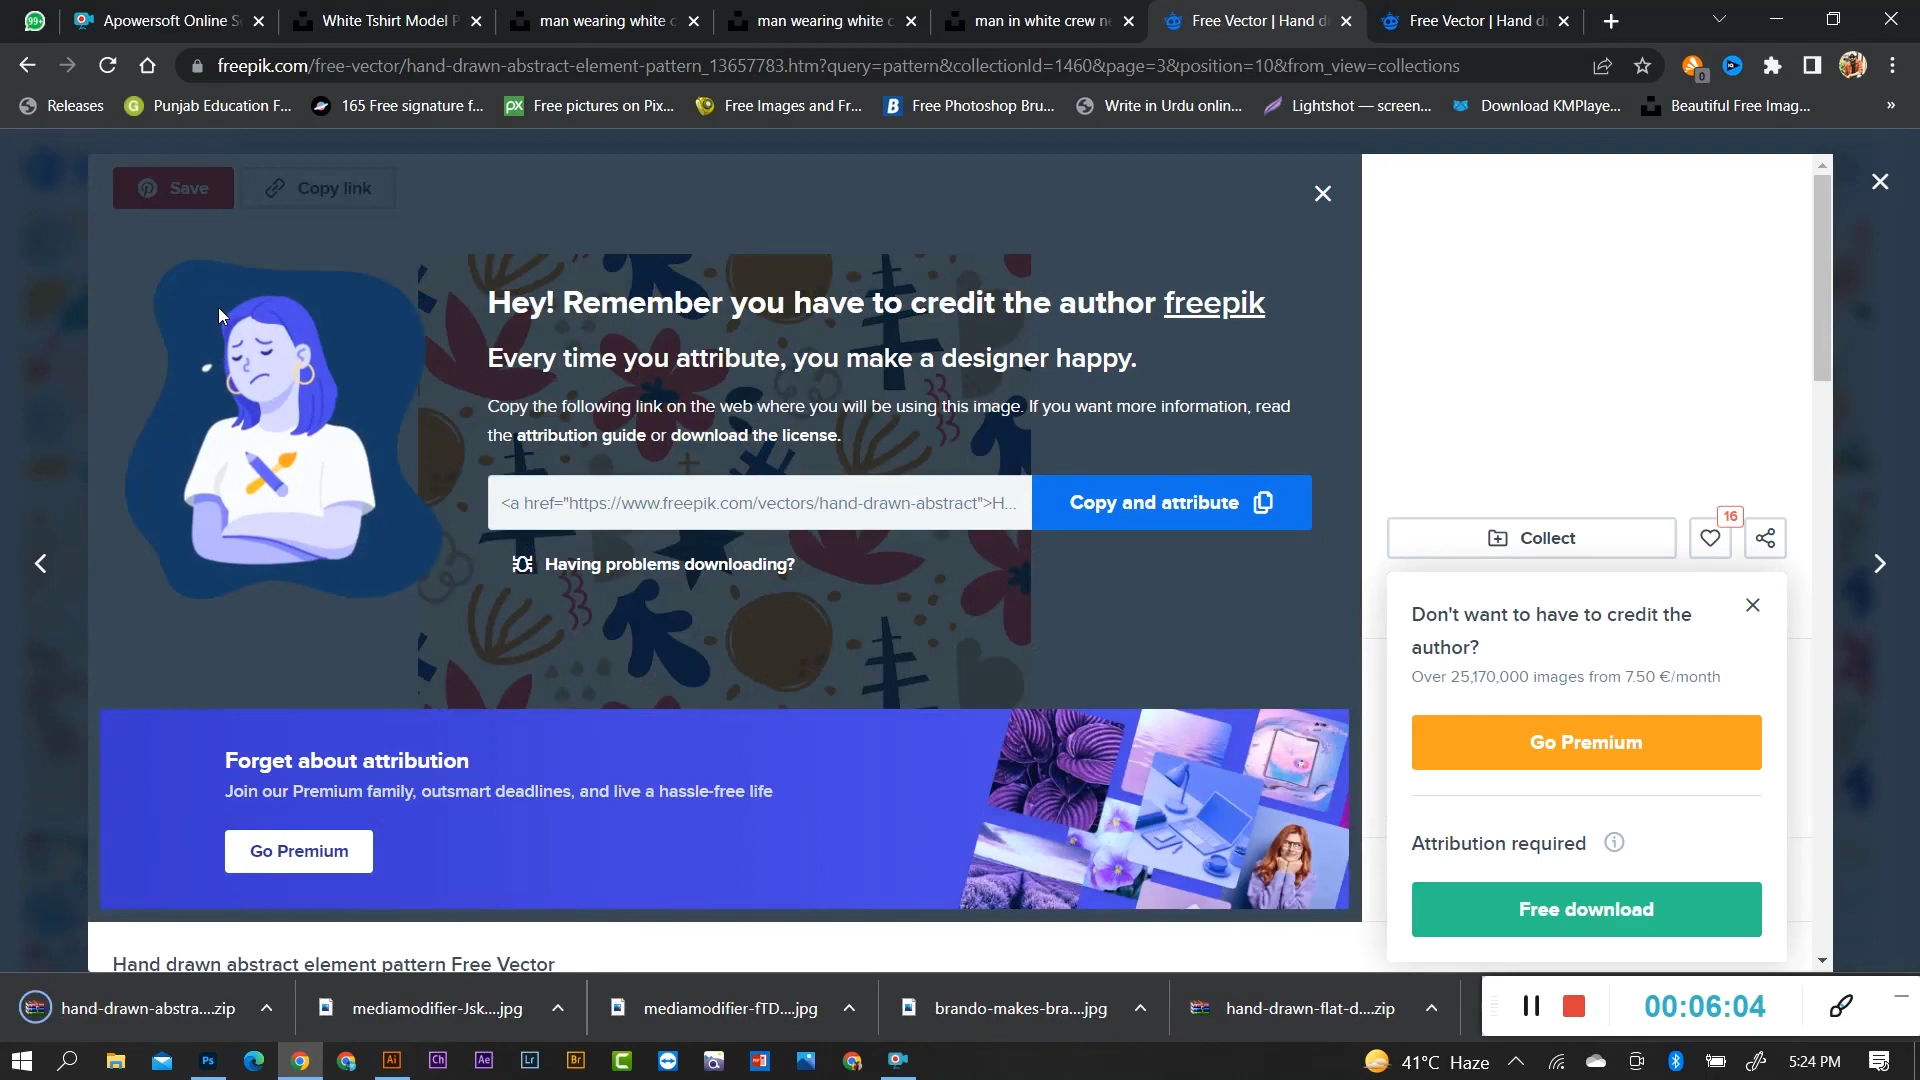 99+
Apowersoft Online S
White Tshirt Model P
man wearing white c
man wearing white c
man in white crew ne
Free Vector | Hand d
Free Vector | Hand d
freepik.com/free-vector/hand-drawn-abstract-element-pattern_13657783.htm?query=pattern&collectionId=1460&page=3&position=10&from_view=collections
0
Releases
Punjab Education F...
165 Free signature f...
Free pictures on Pix...
Free Images and Fr...
Free Photoshop Bru...
Write in Urdu onlin...
Lightshot — screen...
Download KMPlaye...
Beautiful Free Imag...
»
Save
Copy link
Hey! Remember you have to credit the author freepik
Every time you attribute, you make a designer happy.
Copy the following link on the web where you will be using this image. If you want more information, read
the attribution guide or download the license.
<a href="https://www.freepik.com/vectors/hand-drawn-abstract">H...
Copy and attribute
Having problems downloading?
Forget about attribution
Join our Premium family, outsmart deadlines, and live a hassle-free life
Go Premium
Hand drawn abstract element pattern Free Vector
Collect
16
Don't want to have to credit the
author?
Over 25,170,000 images from 7.50 €/month
Go Premium
Attribution required
Free download
hand-drawn-abstra....zip
mediamodifier-Jsk....jpg
mediamodifier-fTD....jpg
brando-makes-bra....jpg
hand-drawn-flat-d....zip
00:06:04
Ps
Ai
Ch
Ae
Lr
Br
41°C Haze
5:24 PM